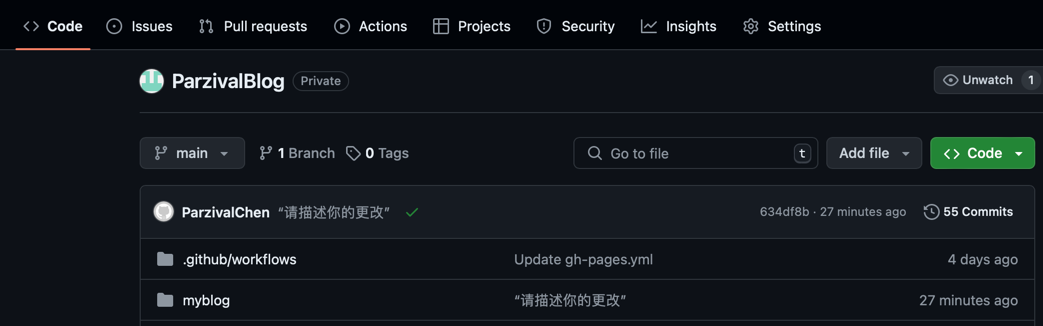 Code Issues Pull requests Actions Projects Security Insights Settings
ParzivalBlog Private Unwatch 1
main 1 Branch 0 Tags Go to file t Add file Code
ParzivalChen “请描述你的更改” 634df8b · 27 minutes ago 55 Commits
.github/workflows Update gh-pages.yml 4 days ago
myblog “请描述你的更改” 27 minutes ago